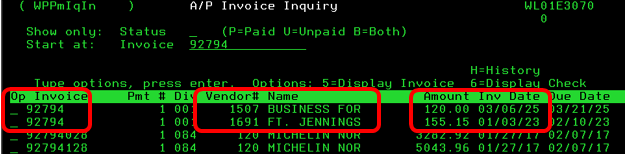 ( WPPmIqIn ) A/P Invoice Inquiry WL01E3070
0
Show only: Status _ (P=Paid U=Unpaid B=Both)
Start at: Invoice 92794
H=History
Type options, press enter. Options: 5=Display Invoice 6=Display Check
Op Invoice Pmt # Div Vendor# Name Amount Inv Date Due Date
_ 92794 1 001 1507 BUSINESS FOR 120.00 03/06/25 03/21/25
_ 92794 1 001 1691 FT. JENNINGS 155.15 01/03/23 02/10/23
_ 92794028 1 084 120 MICHELIN NOR 3282.92 01/27/17 02/07/17
_ 92794128 1 084 120 MICHELIN NOR 5043.96 01/27/17 02/07/17